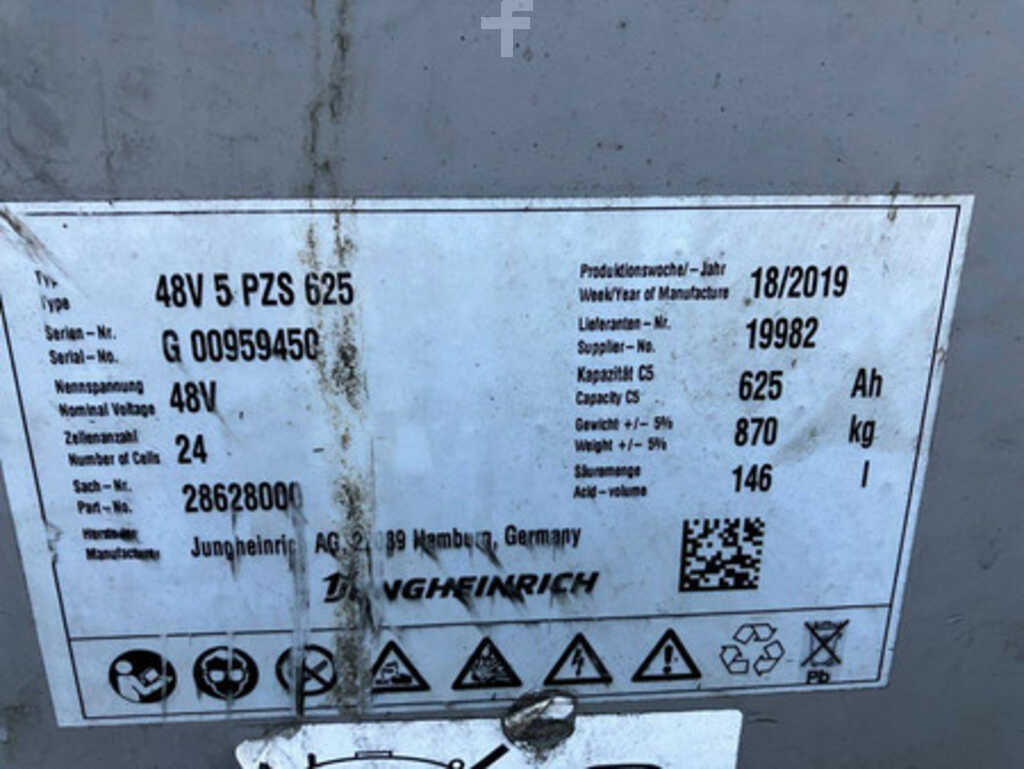 f
Type 48V 5 PZS 625
Serien-Nr. G 00959450
Serial-No.
Nennspannung 48V
Nominal Voltage
Zellenanzahl 24
Number of Cells
Sach-Nr. 28628000
Part-No.
Hersteller
Manufacturer Jungheinrich AG, Hamburg, Germany
JUNGHEINRICH
Produktionswoche/-Jahr 18/2019
Week/Year of Manufacture
Lieferanten-Nr. 19982
Supplier-No.
Kapazität C5 625 Ah
Capacity C5
Gewicht +/- 5% 870 kg
Weight +/- 5%
Säuremenge 146 l
Acid-volume
Pb